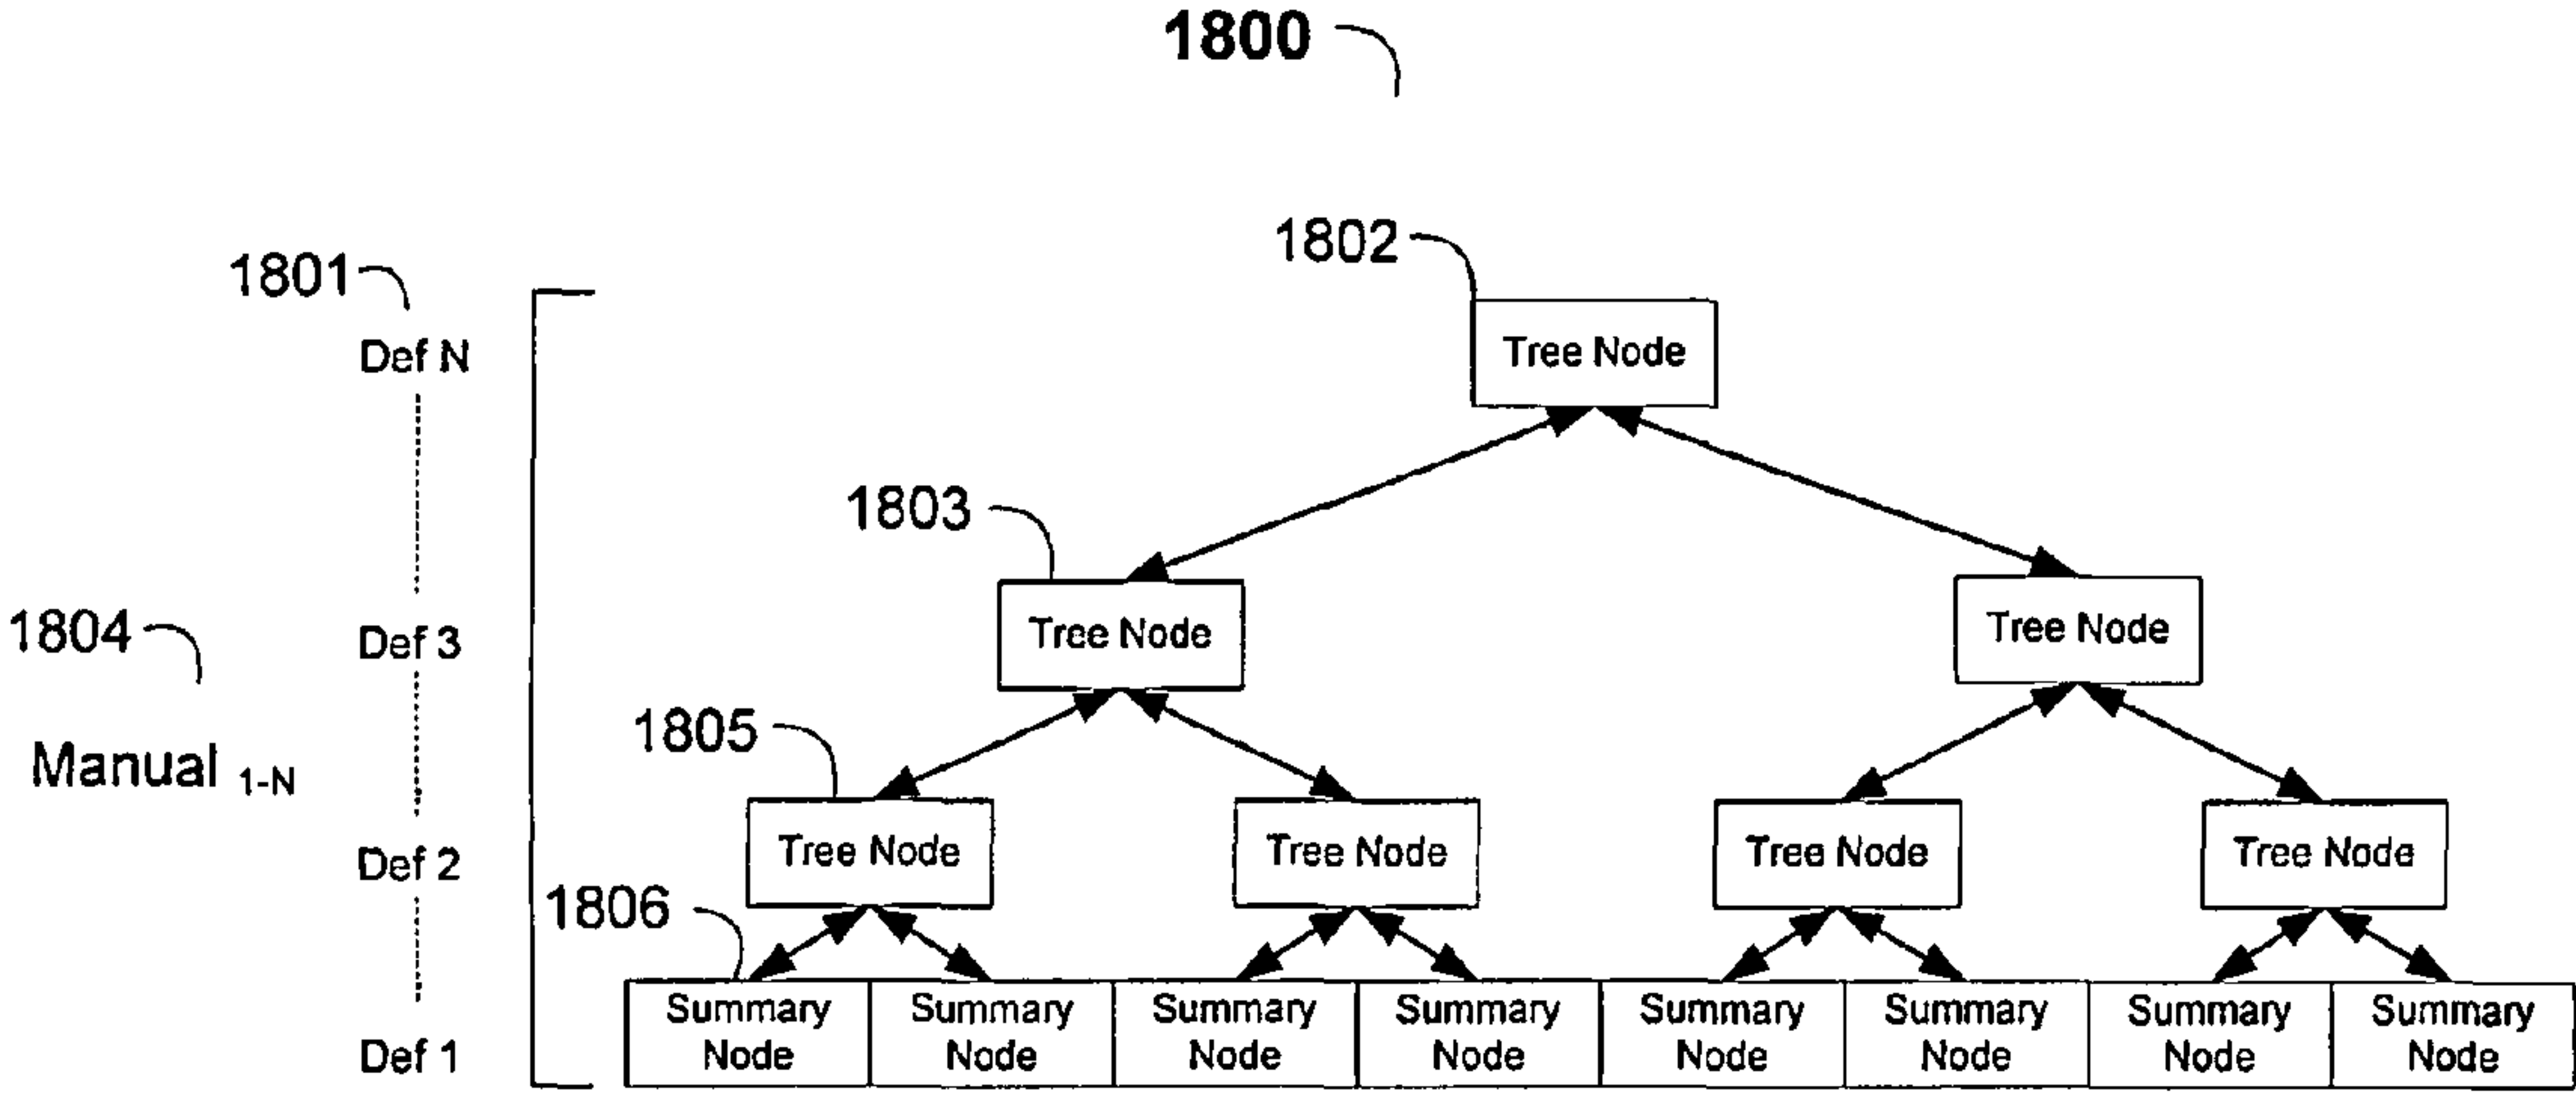 1800
1802
1801
Def N
Tree Node
1803
1804
Def 3
Tree Node
Tree Node
1805
Manual 1-N
Def 2
Tree Node
Tree Node
Tree Node
Tree Node
1806
Def 1
Summary
Node
Summary
Node
Summary
Node
Summary
Node
Summary
Node
Summary
Node
Summary
Node
Summary
Node